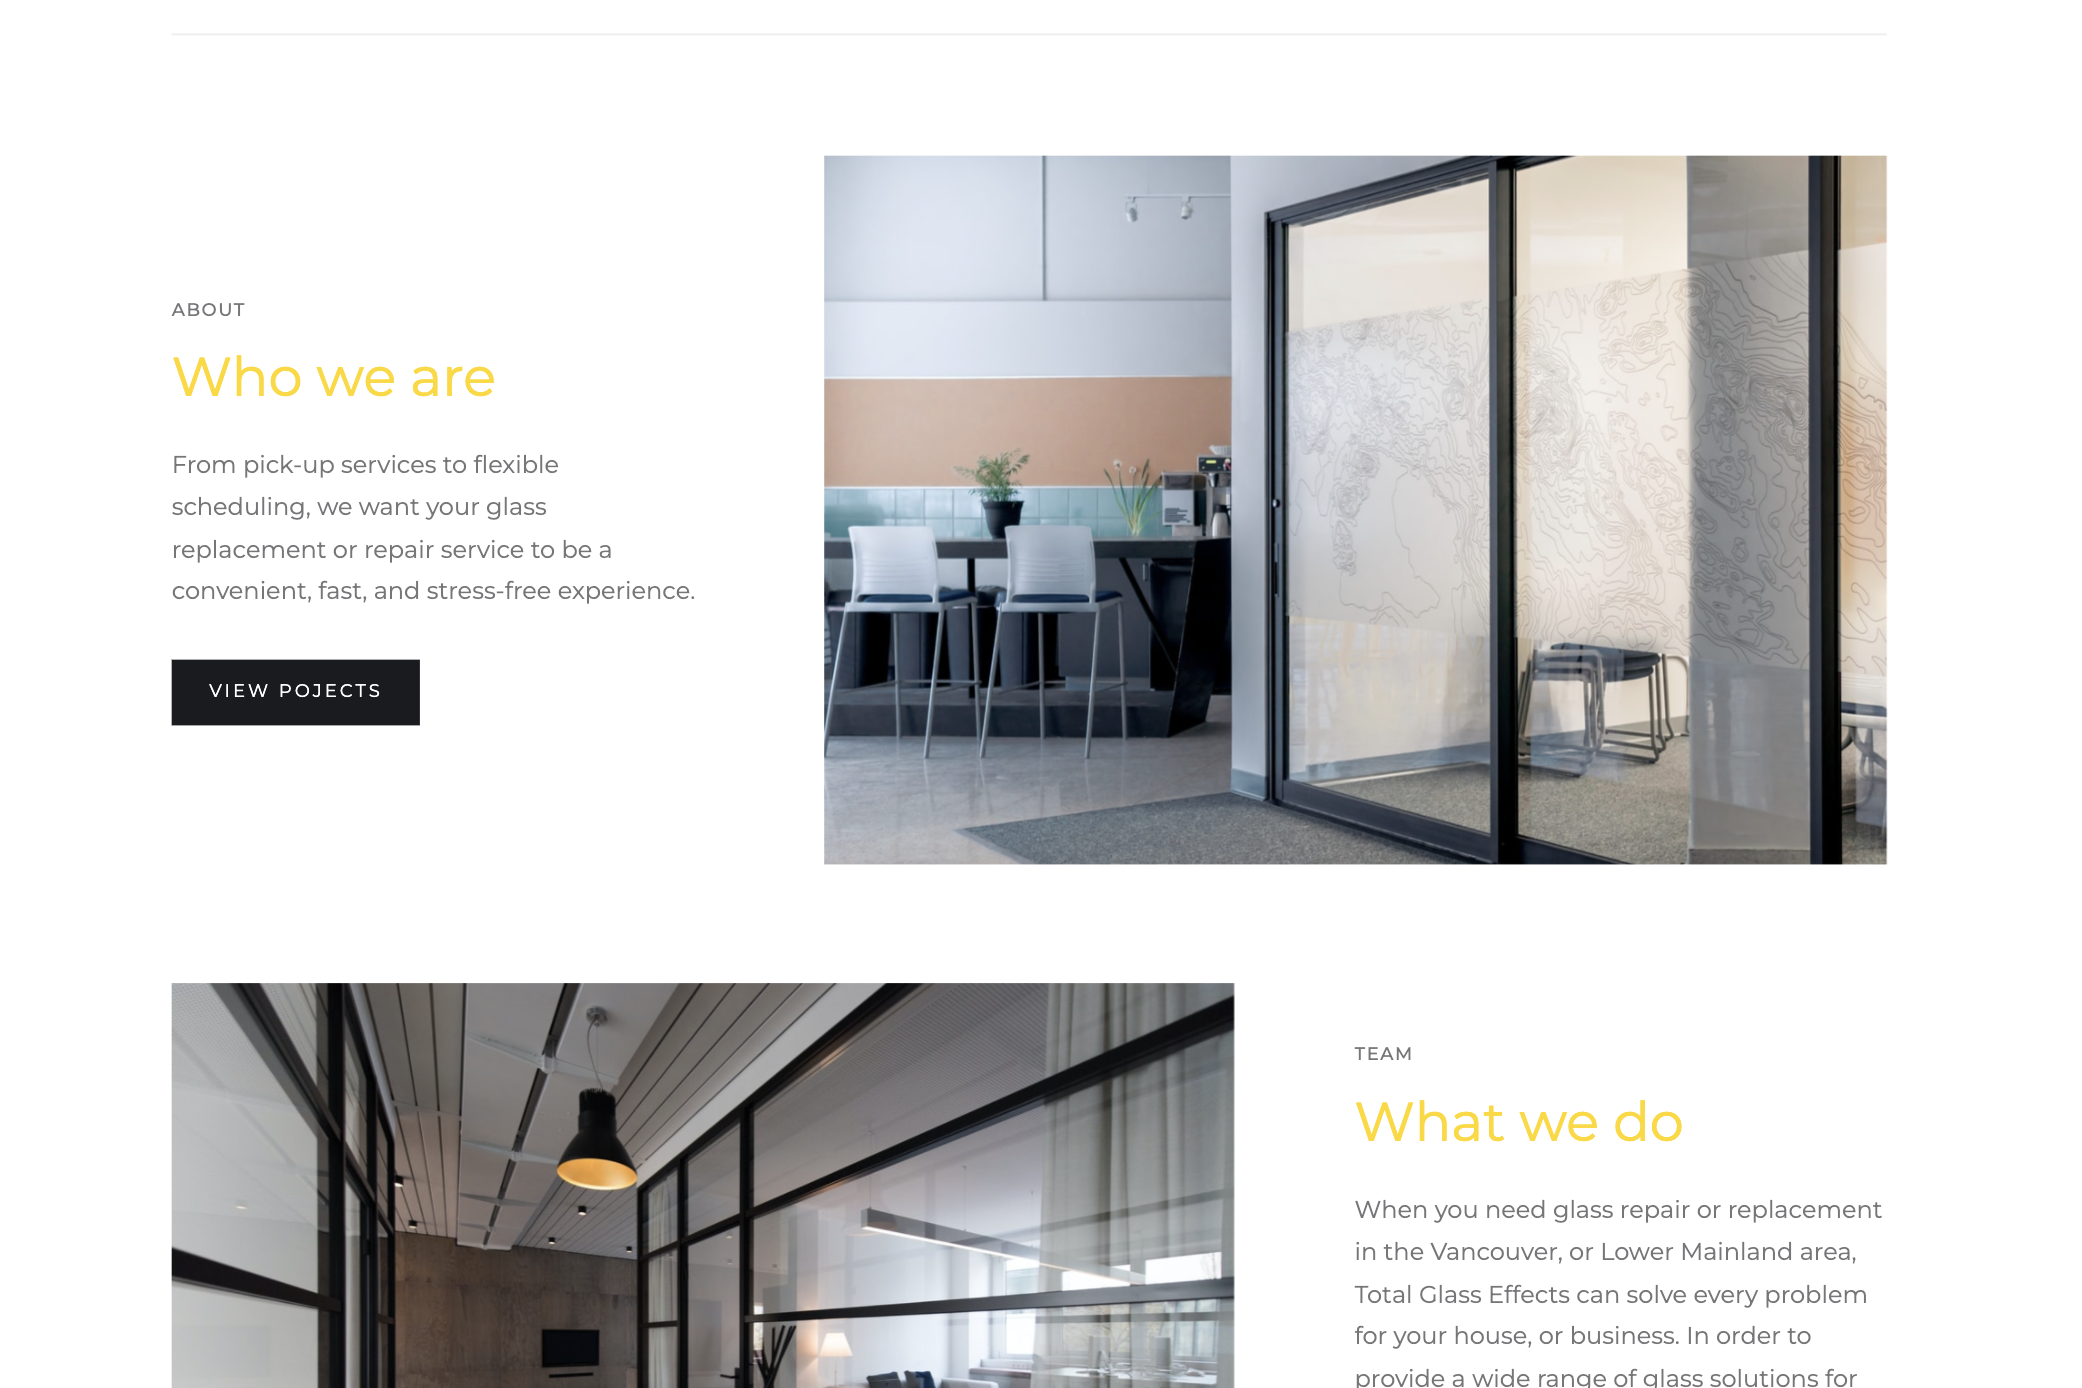 ABOUT
Who we are
From pick-up services to flexible
scheduling, we want your glass
replacement or repair service to be a
convenient, fast, and stress-free experience.
VIEW POJECTS
TEAM
What we do
When you need glass repair or replacement
in the Vancouver, or Lower Mainland area,
Total Glass Effects can solve every problem
for your house, or business. In order to
provide a wide range of glass solutions for